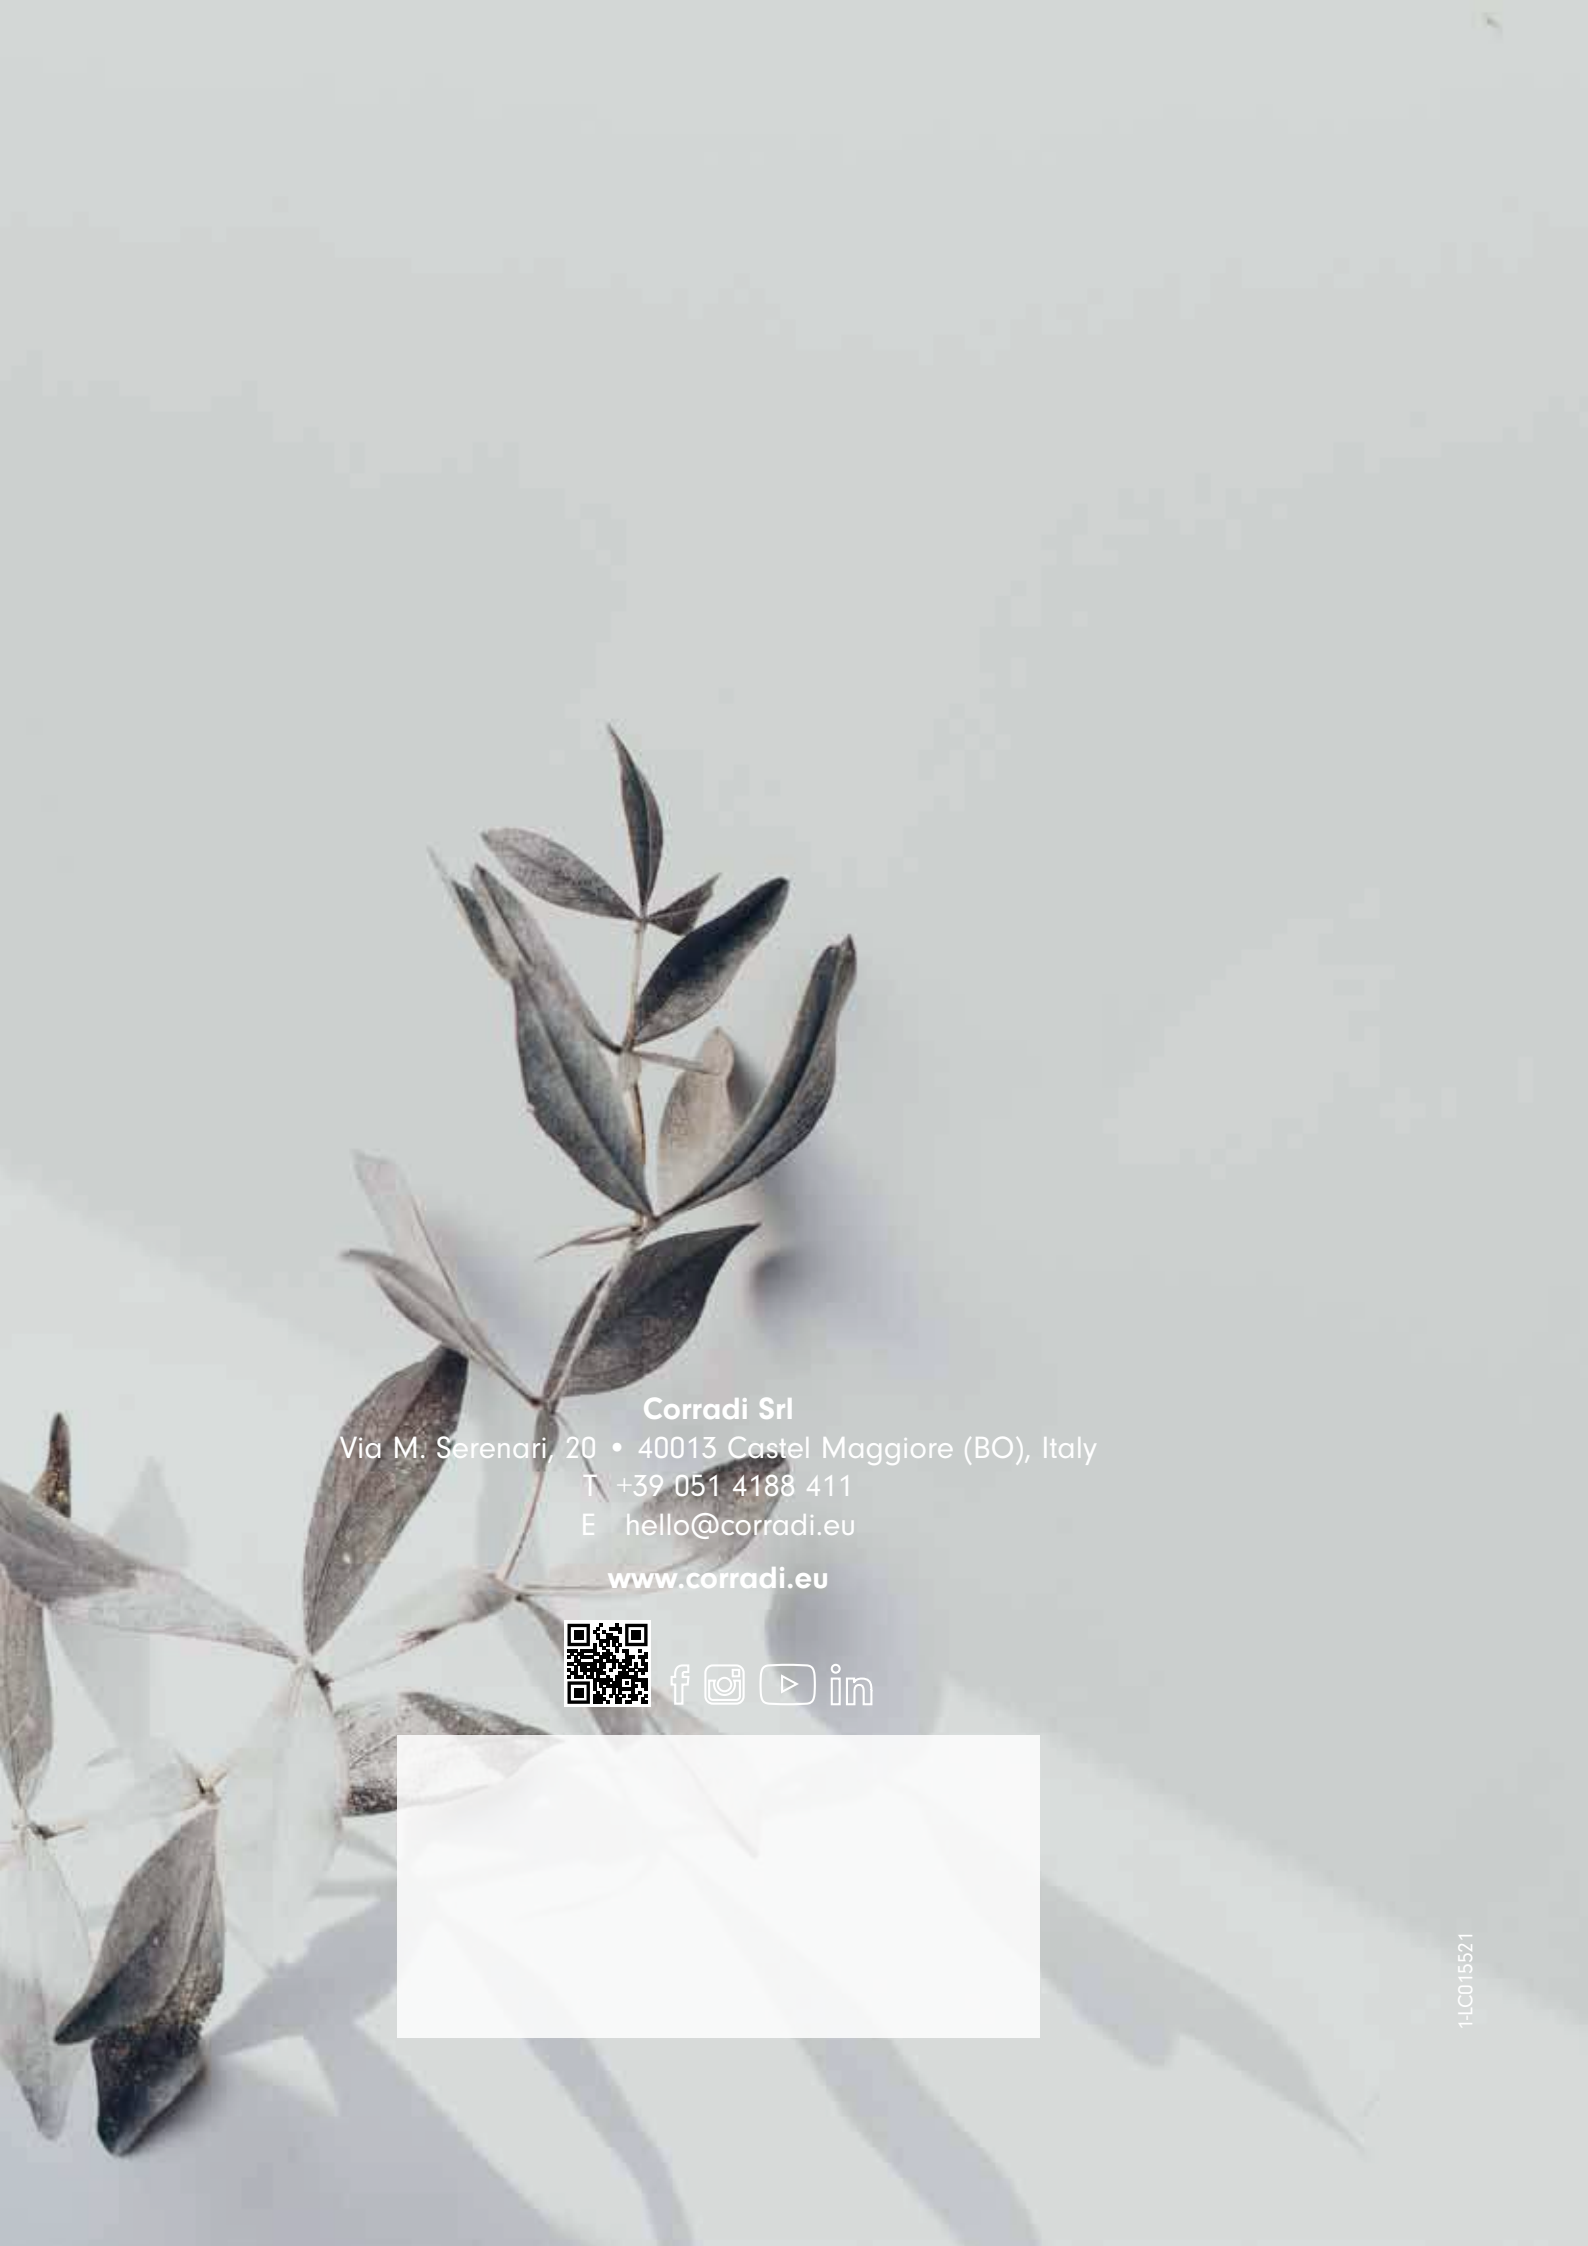 Corradi Srl
Via M. Serenari, 20 • 40013 Castel Maggiore (BO), Italy
T +39 051 4188 411
E hello@corradi.eu
www.corradi.eu
1-LC015521